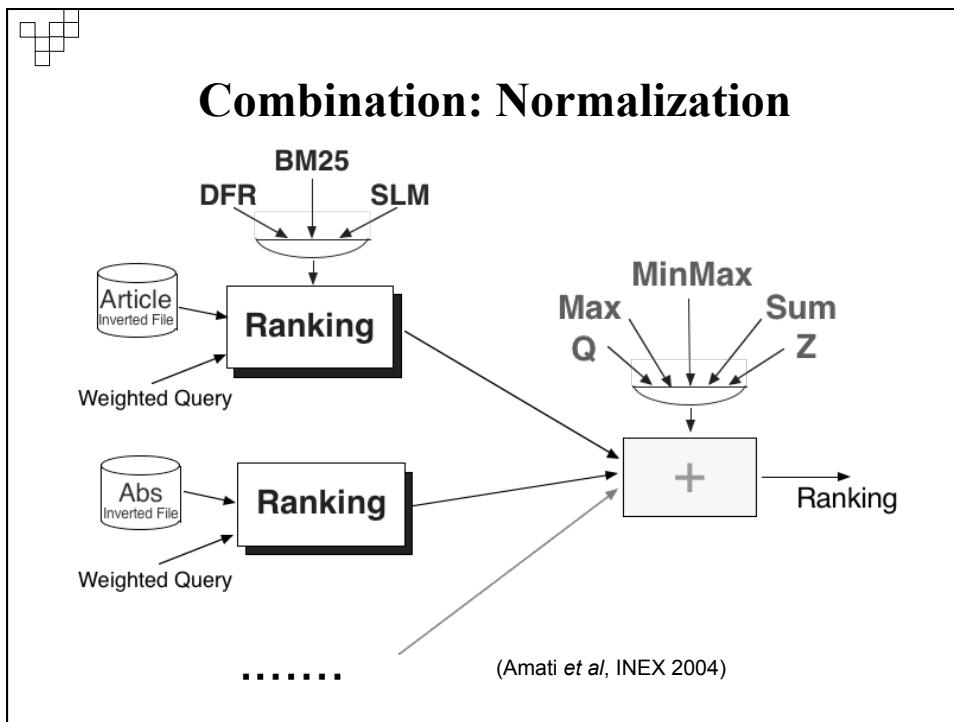 Combination: Normalization
BM25
DFR
SLM
Article
Inverted File
Ranking
Weighted Query
MinMax
Max
Sum
Q
Z
Abs
Inverted File
Ranking
Weighted Query
+
Ranking
.......
(Amati et al, INEX 2004)